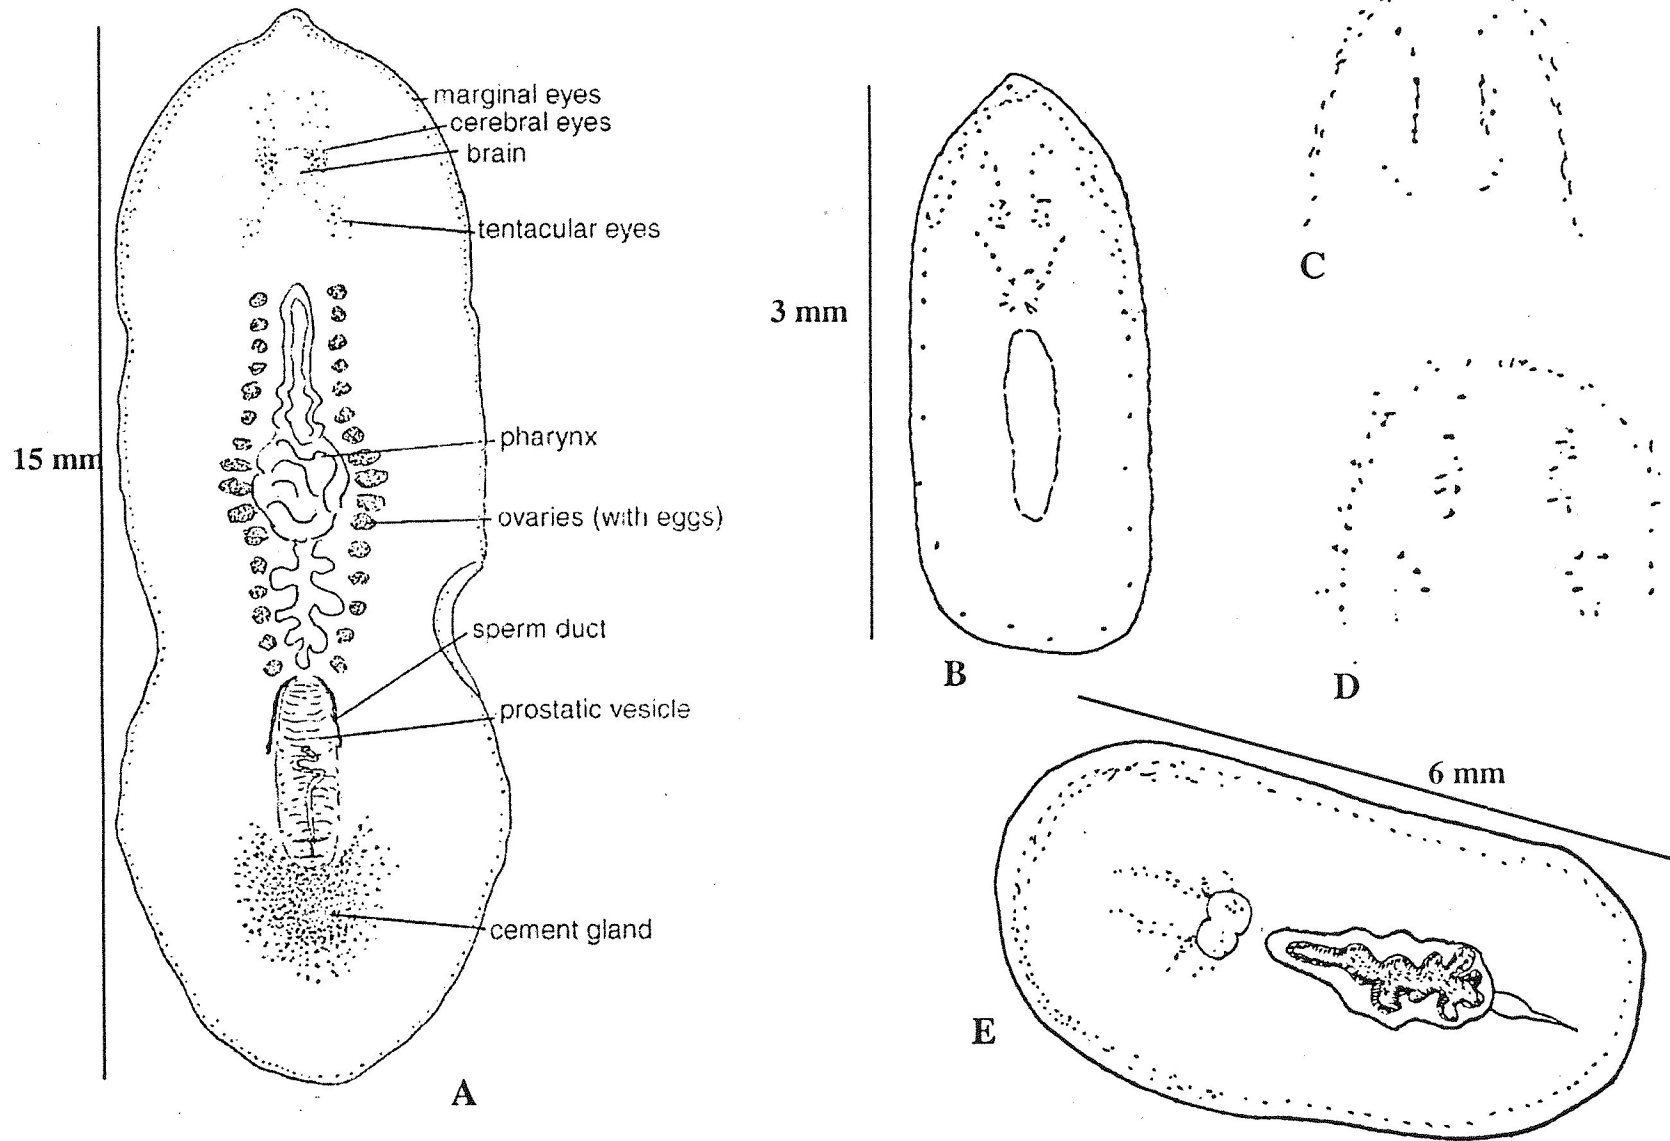 marginal eyes
cerebral eyes
brain
tentacular eyes
15 mm
pharynx
ovaries (with eggs)
sperm duct
prostatic vesicle
cement gland
A
3 mm
B
C
D
6 mm
E